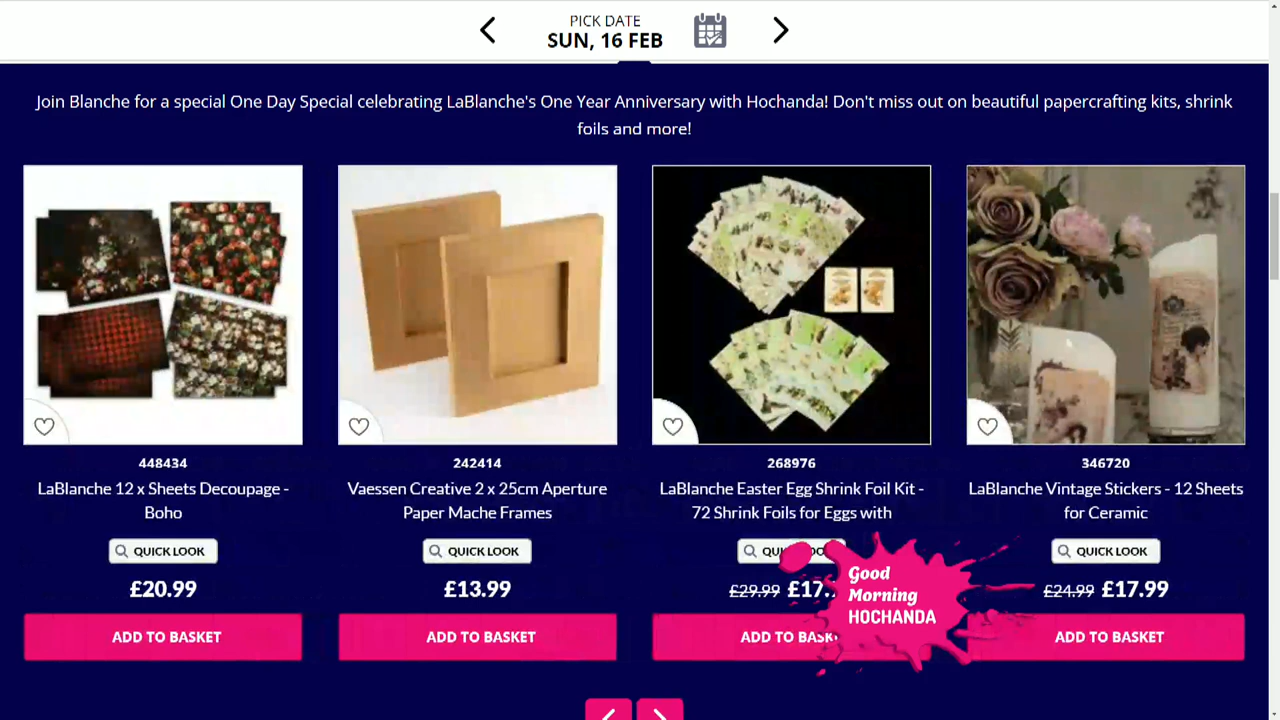 PICK DATE
SUN, 16 FEB
Join Blanche for a special One Day Special celebrating LaBlanche's One Year Anniversary with Hochanda! Don't miss out on beautiful papercrafting kits, shrink
foils and more!
448434
LaBlanche 12 x Sheets Decoupage -
Boho
QUICK LOOK
£20.99
ADD TO BASKET
242414
Vaessen Creative 2 x 25cm Aperture
Paper Mache Frames
QUICK LOOK
£13.99
ADD TO BASKET
268976
LaBlanche Easter Egg Shrink Foil Kit -
72 Shrink Foils for Eggs with
£29.99 £17.
ADD TO
346720
LaBlanche Vintage Stickers - 12 Sheets
for Ceramic
QUICK LOOK
£24.99 £17.99
ADD TO BASKET
Good
Morning
HOCHANDA